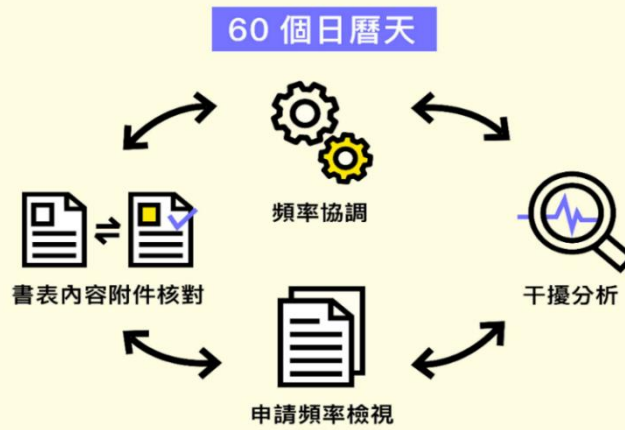 60 個日曆天
頻率協調
書表內容附件核對
干擾分析
申請頻率檢視